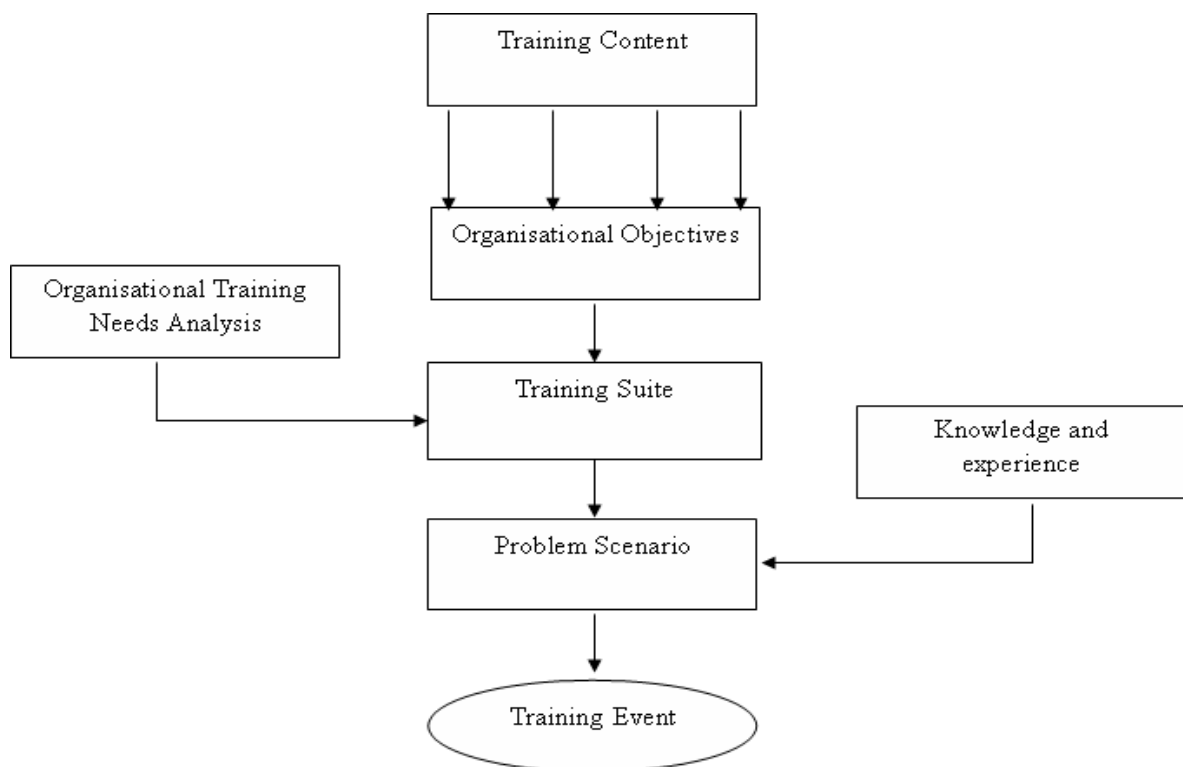 Training Content
Organisational Objectives
Organisational Training
Needs Analysis
Training Suite
Knowledge and
experience
Problem Scenario
Training Event